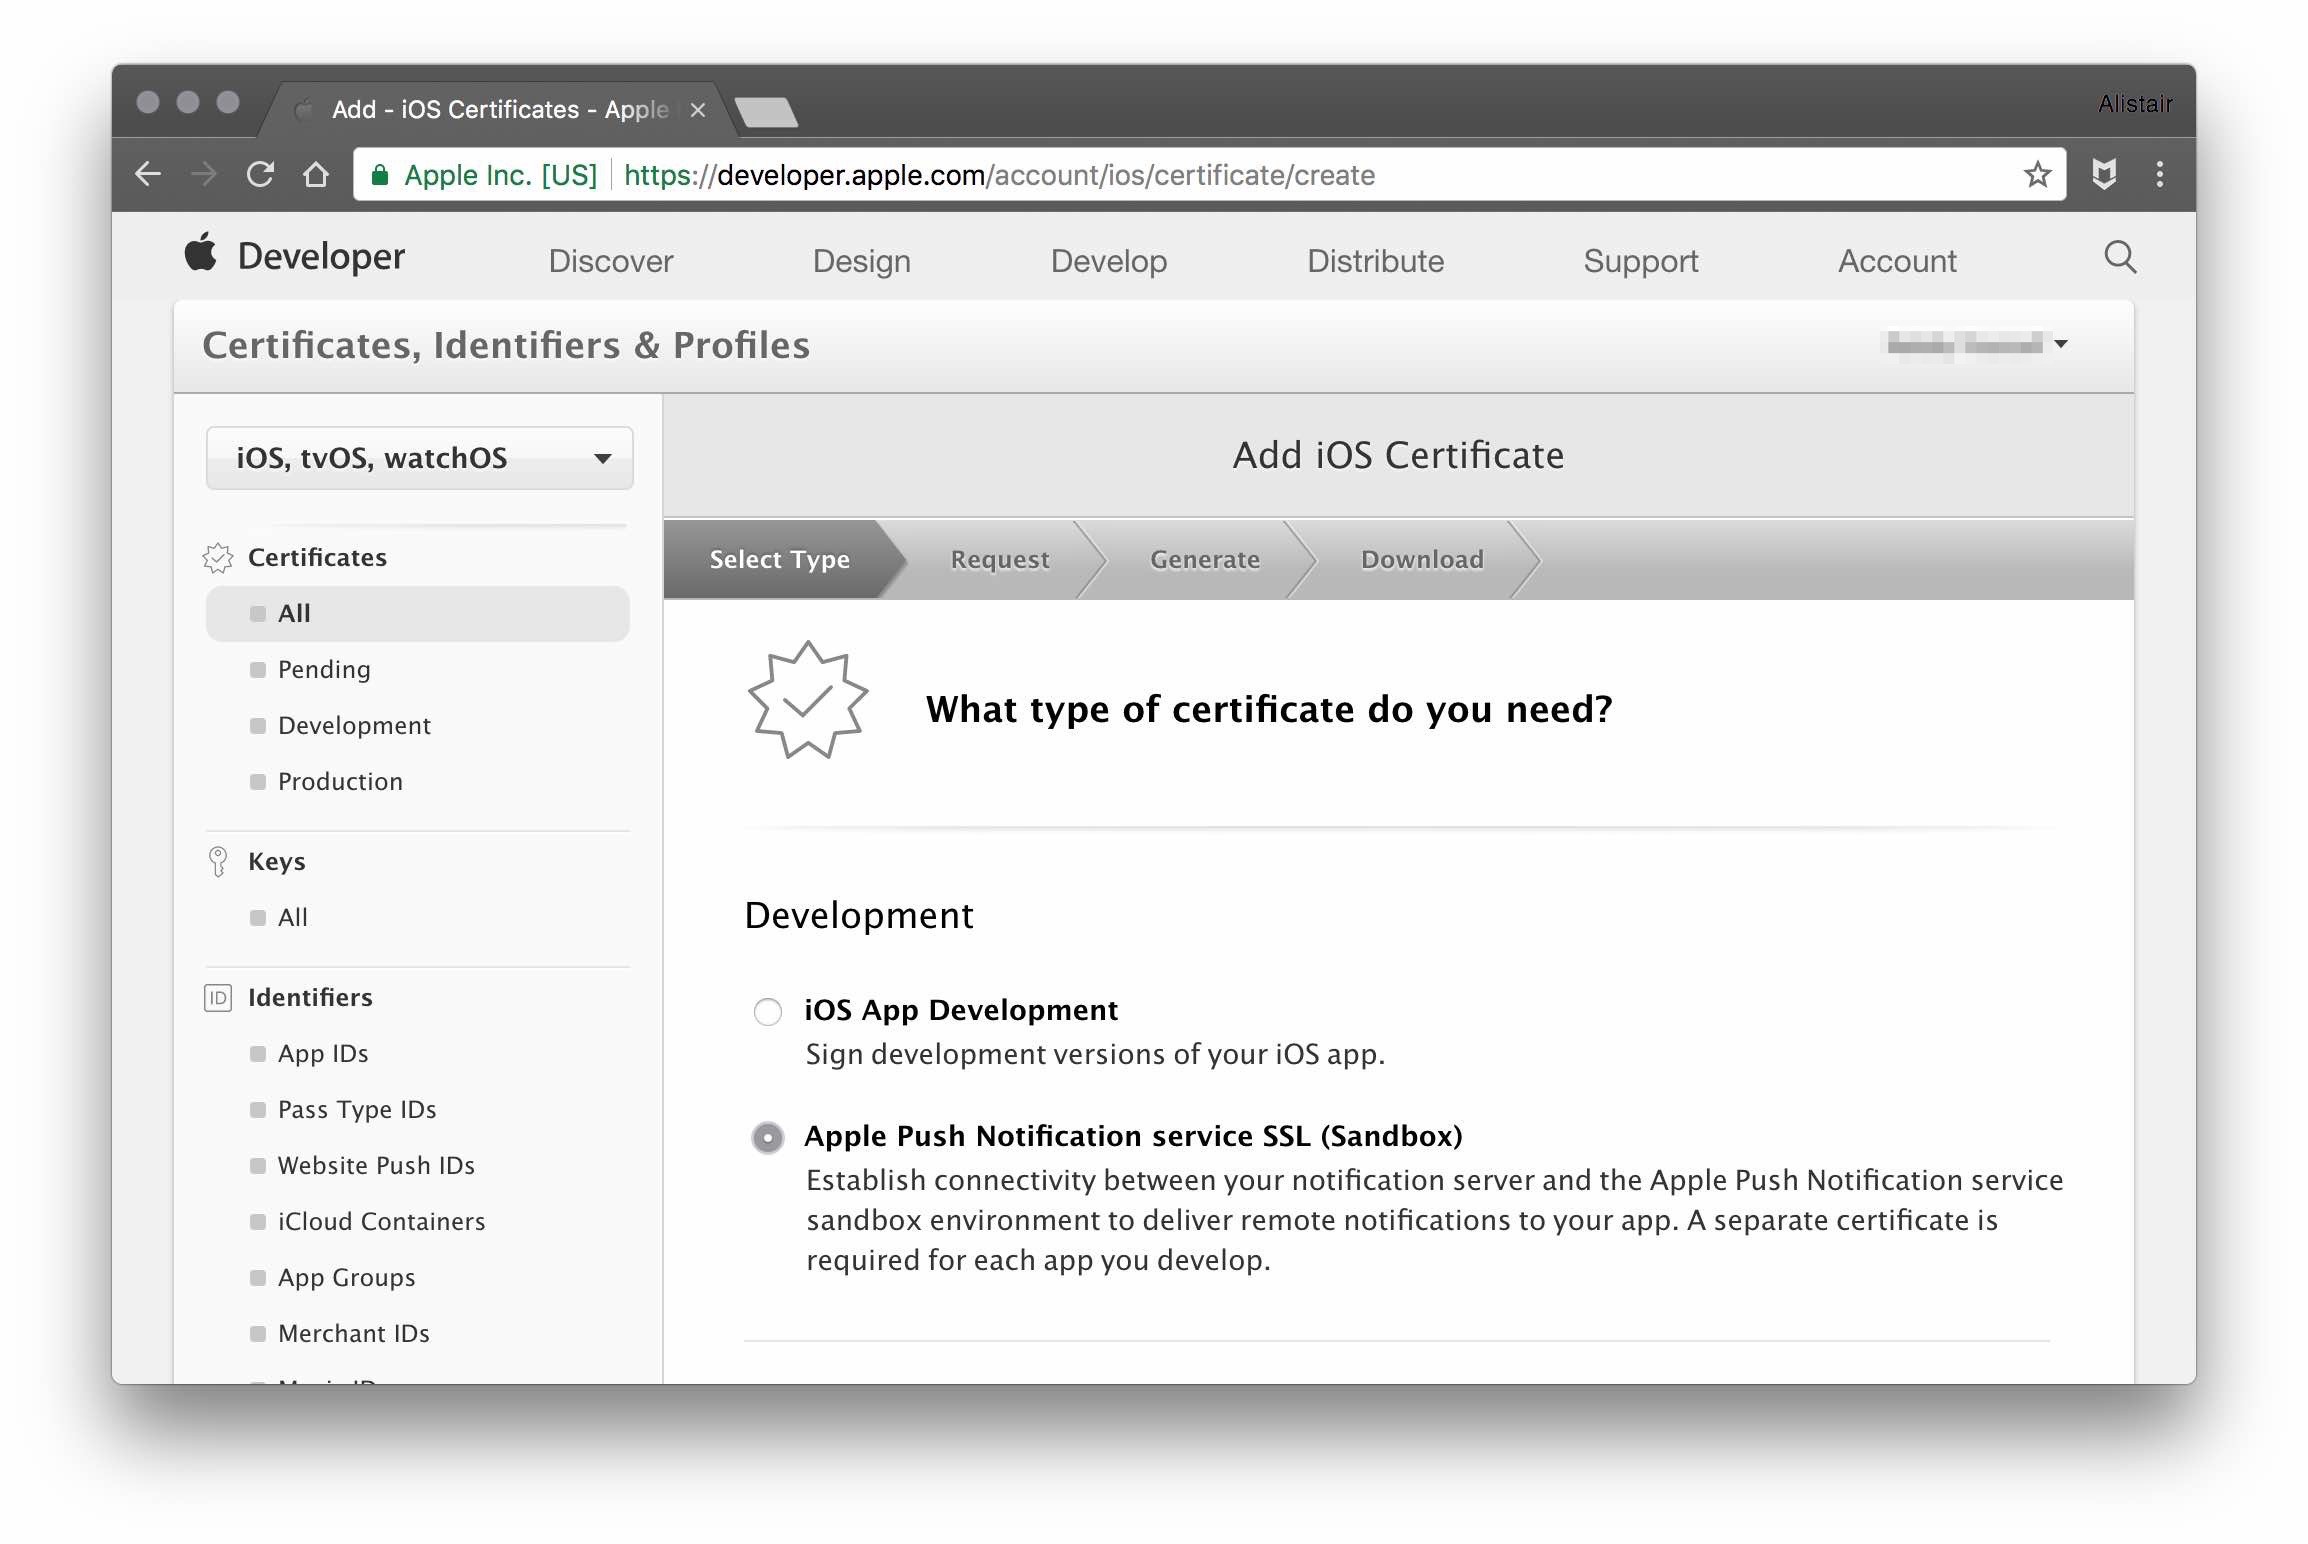 Add - iOS Certificates - Apple
Alistair
Apple Inc. [US] https://developer.apple.com/account/ios/certificate/create
Developer Discover Design Develop Distribute Support Account
Certificates, Identifiers & Profiles
iOS, tvOS, watchOS
Certificates
All
Pending
Development
Production
Keys
All
Identifiers
ID
App IDs
Pass Type IDs
Website Push IDs
iCloud Containers
App Groups
Merchant IDs
Add iOS Certificate
Select Type Request Generate Download
What type of certificate do you need?
Development
iOS App Development
Sign development versions of your iOS app.
Apple Push Notification service SSL (Sandbox)
Establish connectivity between your notification server and the Apple Push Notification service
sandbox environment to deliver remote notifications to your app. A separate certificate is
required for each app you develop.